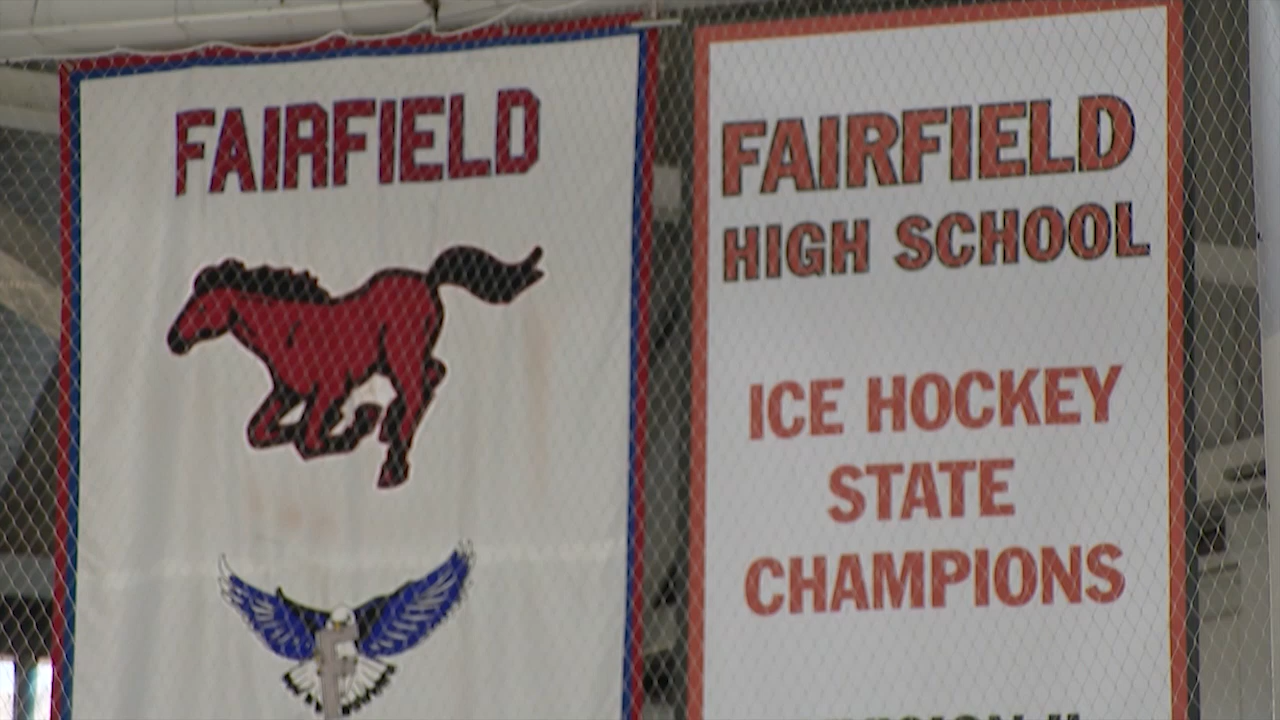 FAIRFIELD
F
FAIRFIELD
HIGH SCHOOL
ICE HOCKEY
STATE
CHAMPIONS